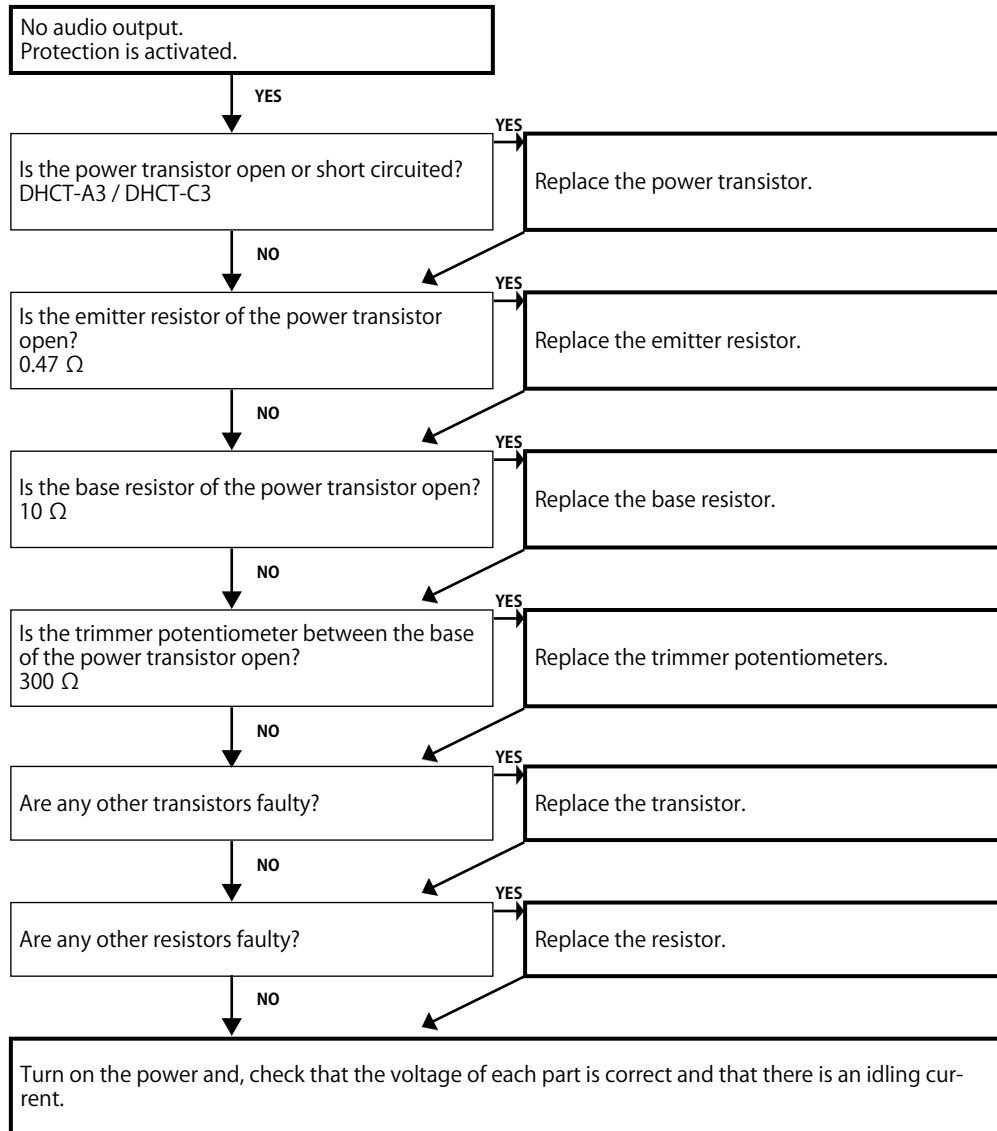 No audio output.
Protection is activated.
YES
Is the power transistor open or short circuited?
DHCT-A3 / DHCT-C3
YES
Replace the power transistor.
NO
Is the emitter resistor of the power transistor
open?
0.47 Ω
YES
Replace the emitter resistor.
NO
Is the base resistor of the power transistor open?
10 Ω
YES
Replace the base resistor.
NO
Is the trimmer potentiometer between the base
of the power transistor open?
300 Ω
YES
Replace the trimmer potentiometers.
NO
Are any other transistors faulty?
YES
Replace the transistor.
NO
Are any other resistors faulty?
YES
Replace the resistor.
NO
Turn on the power and, check that the voltage of each part is correct and that there is an idling cur-
rent.